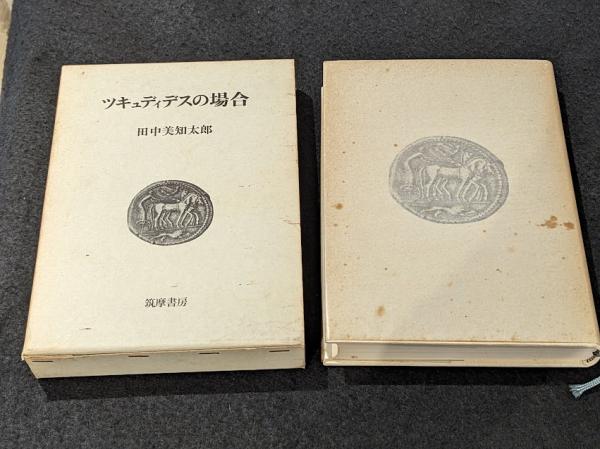 ツキュディデスの場合
田中美知太郎
筑摩書房